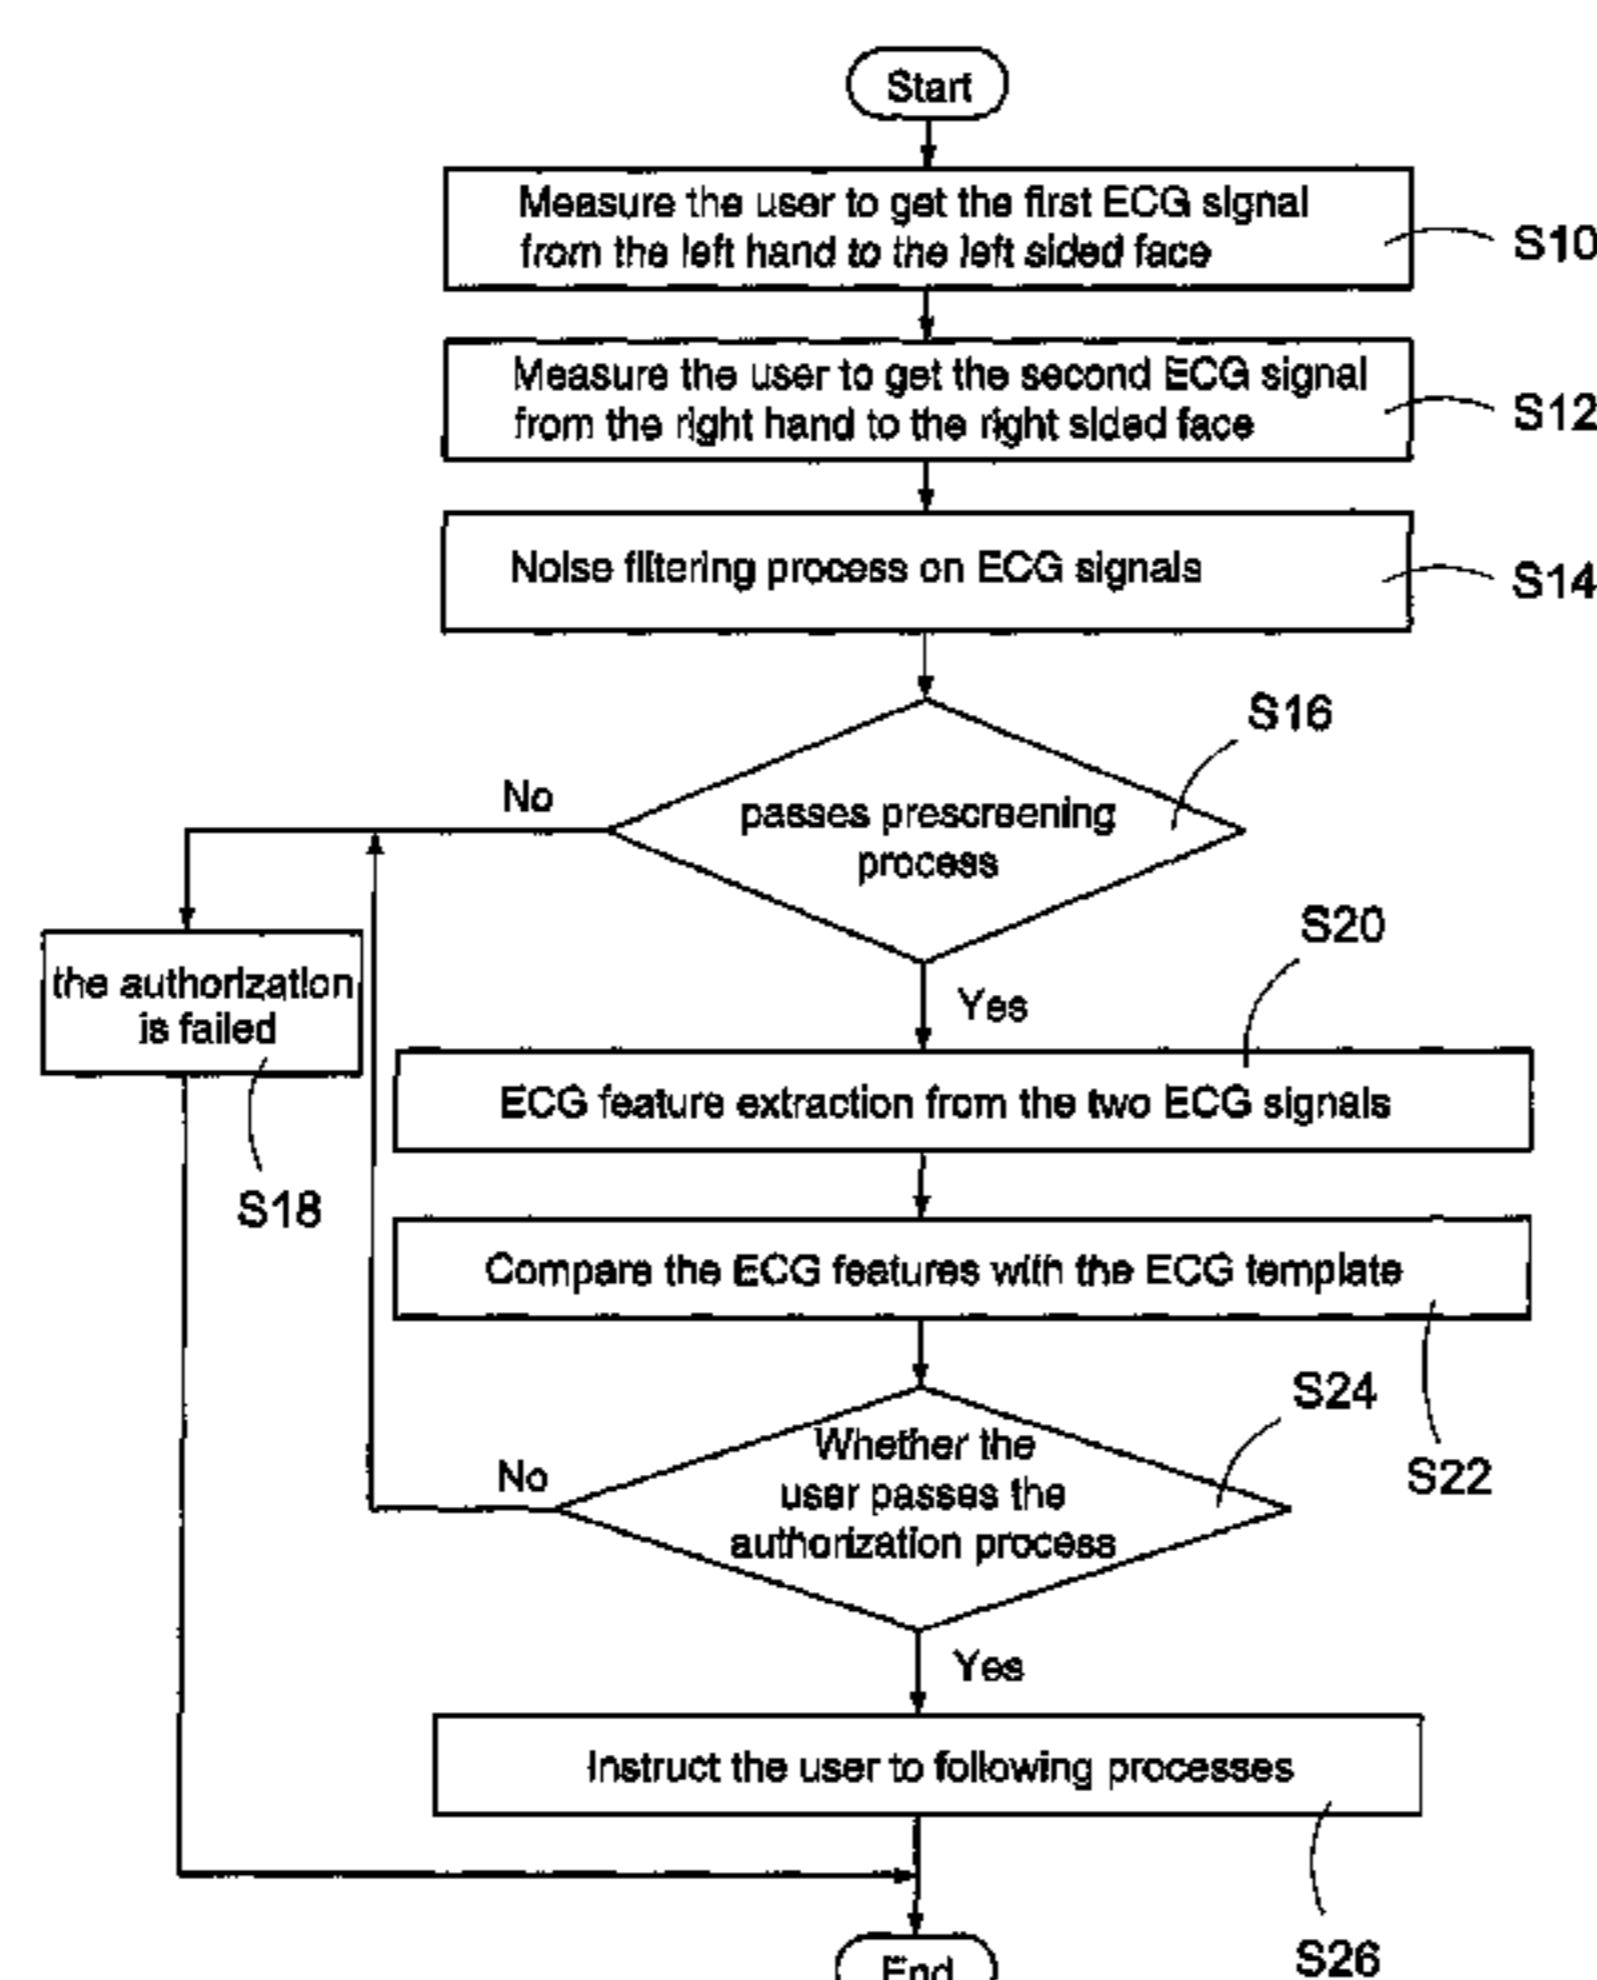 Start
Measure the user to get the first ECG signal
from the left hand to the left sided face
S10
Measure the user to get the second ECG signal
from the right hand to the right sided face
S12
Noise filtering process on ECG signals
S14
S16
No
passes prescreening
process
S20
the authorization
is failed
Yes
ECG feature extraction from the two ECG signals
S18
Compare the ECG features with the ECG template
S24
Whether the
user passes the
authorization process
No
S22
Yes
Instruct the user to following processes
S26
End